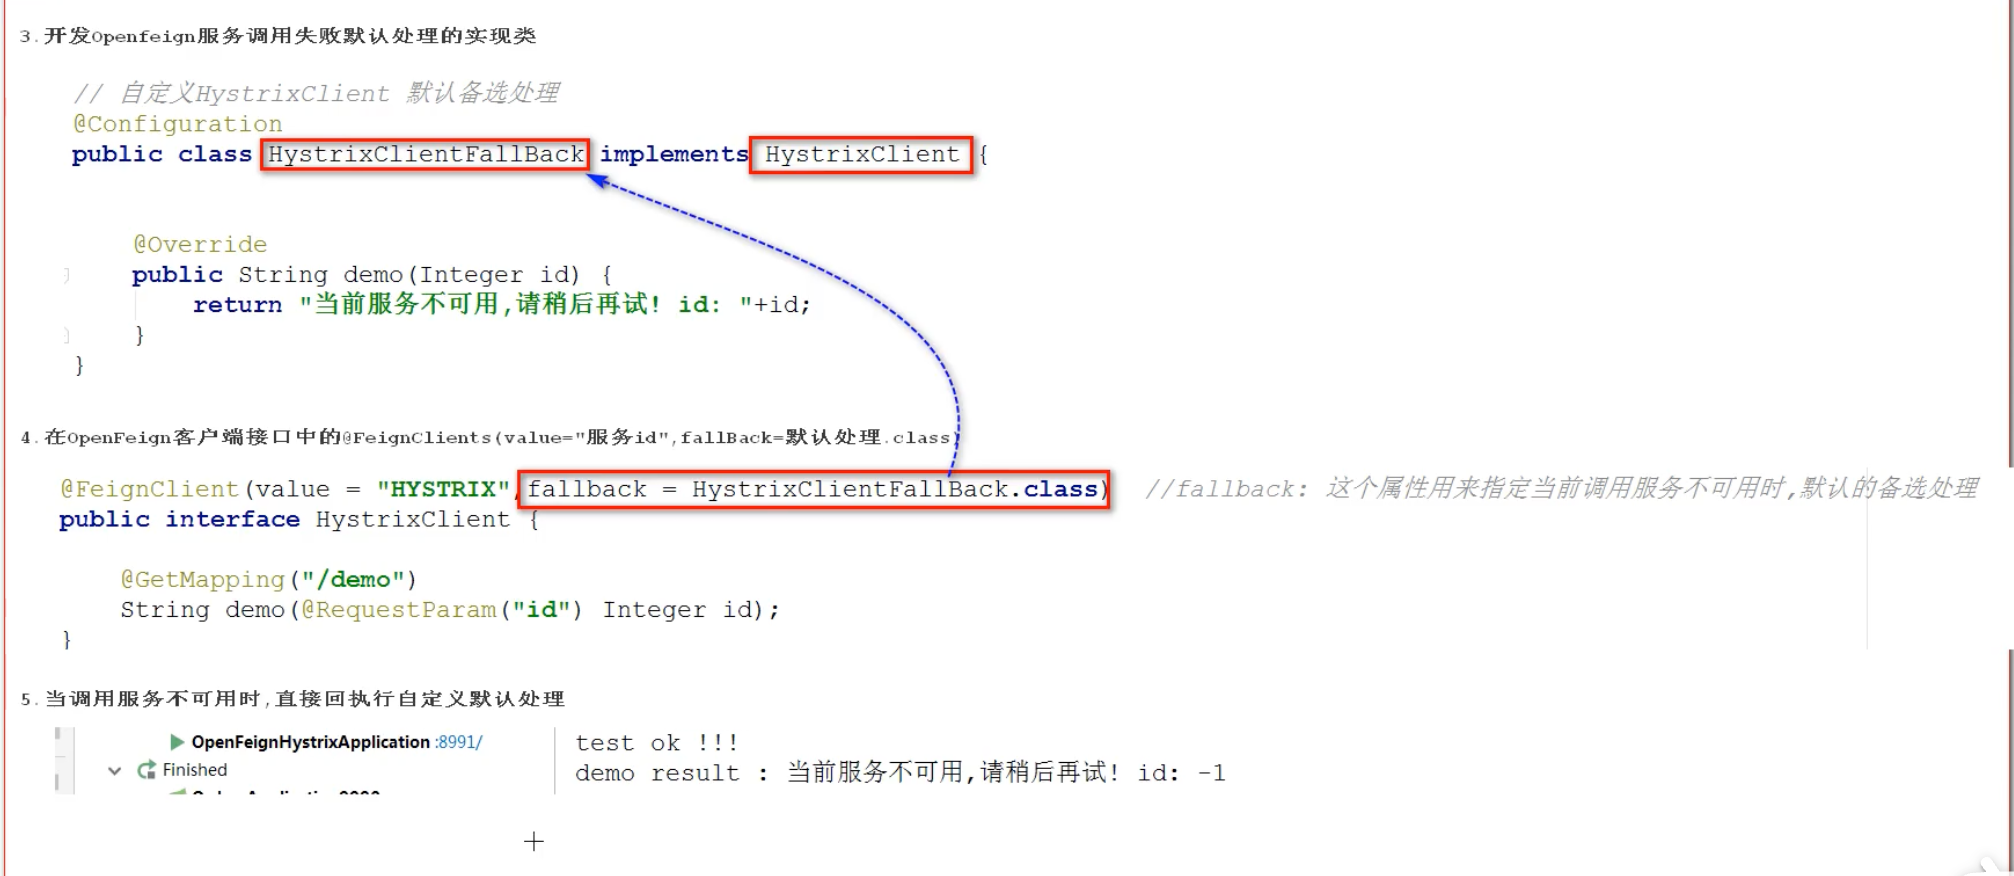 3.开发Openfeign服务调用失败默认处理的实现类
// 自定义HystrixClient 默认备选处理
@Configuration
public class HystrixClientFallBack implements HystrixClient {
@Override
public String demo(Integer id) {
return "当前服务不可用,请稍后再试! id: "+id;
}
}
4.在OpenFeign客户端接口中的@FeignClients(value="服务id",fallBack=默认处理.class)
@FeignClient(value = "HYSTRIX",fallback = HystrixClientFallBack.class) //fallback: 这个属性用来指定当前调用服务不可用时,默认的备选处理
public interface HystrixClient {
@GetMapping("/demo")
String demo(@RequestParam("id") Integer id);
}
5.当调用服务不可用时,直接回执行自定义默认处理
OpenFeignHystrixApplication :8991/
Finished
test ok !!!
demo result : 当前服务不可用,请稍后再试! id: -1